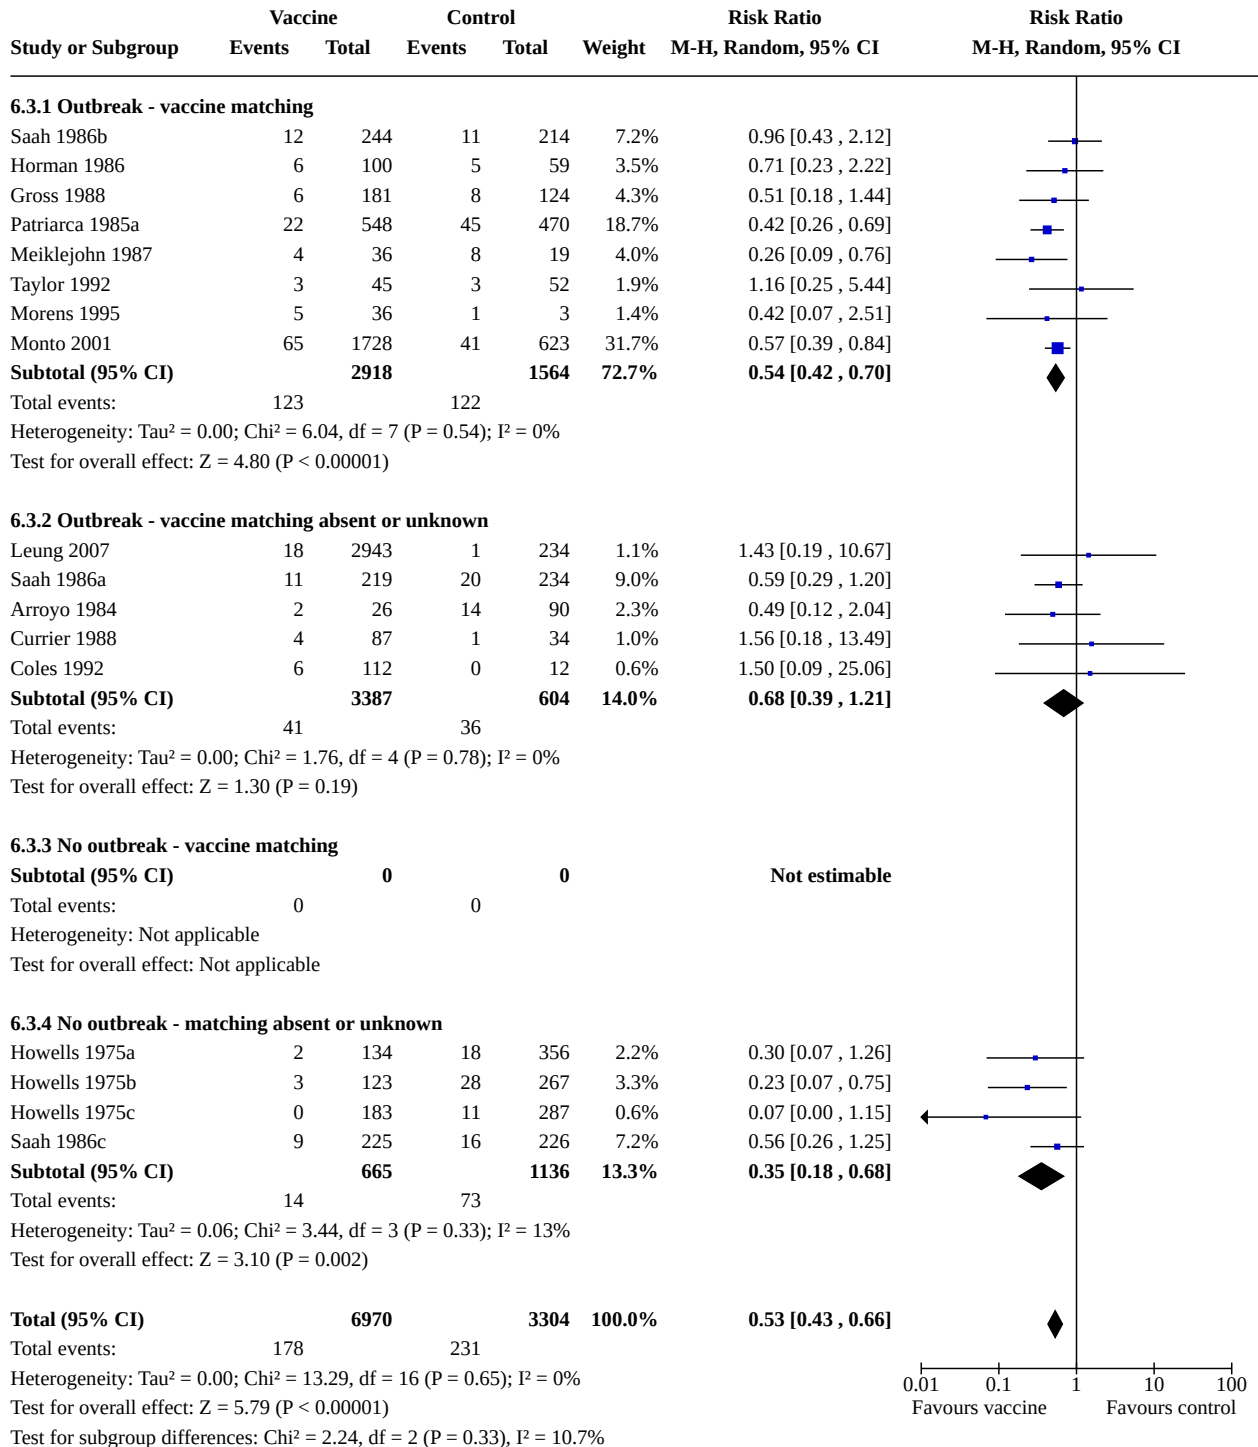 Vaccine Control Risk Ratio Risk Ratio
Study or Subgroup Events Total Events Total Weight M-H, Random, 95% CI M-H, Random, 95% CI
6.3.1 Outbreak - vaccine matching
Saah 1986b 12 244 11 214 7.2% 0.96 [0.43 , 2.12]
Horman 1986 6 100 5 59 3.5% 0.71 [0.23 , 2.22]
Gross 1988 6 181 8 124 4.3% 0.51 [0.18 , 1.44]
Patriarca 1985a 22 548 45 470 18.7% 0.42 [0.26 , 0.69]
Meiklejohn 1987 4 36 8 19 4.0% 0.26 [0.09 , 0.76]
Taylor 1992 3 45 3 52 1.9% 1.16 [0.25 , 5.44]
Morens 1995 5 36 1 3 1.4% 0.42 [0.07 , 2.51]
Monto 2001 65 1728 41 623 31.7% 0.57 [0.39 , 0.84]
Subtotal (95% CI) 2918 1564 72.7% 0.54 [0.42 , 0.70]
Total events: 123 122
Heterogeneity: Tau² = 0.00; Chi² = 6.04, df = 7 (P = 0.54); I² = 0%
Test for overall effect: Z = 4.80 (P < 0.00001)
6.3.2 Outbreak - vaccine matching absent or unknown
Leung 2007 18 2943 1 234 1.1% 1.43 [0.19 , 10.67]
Saah 1986a 11 219 20 234 9.0% 0.59 [0.29 , 1.20]
Arroyo 1984 2 26 14 90 2.3% 0.49 [0.12 , 2.04]
Currier 1988 4 87 1 34 1.0% 1.56 [0.18 , 13.49]
Coles 1992 6 112 0 12 0.6% 1.50 [0.09 , 25.06]
Subtotal (95% CI) 3387 604 14.0% 0.68 [0.39 , 1.21]
Total events: 41 36
Heterogeneity: Tau² = 0.00; Chi² = 1.76, df = 4 (P = 0.78); I² = 0%
Test for overall effect: Z = 1.30 (P = 0.19)
6.3.3 No outbreak - vaccine matching
Subtotal (95% CI) 0 0 Not estimable
Total events: 0 0
Heterogeneity: Not applicable
Test for overall effect: Not applicable
6.3.4 No outbreak - matching absent or unknown
Howells 1975a 2 134 18 356 2.2% 0.30 [0.07 , 1.26]
Howells 1975b 3 123 28 267 3.3% 0.23 [0.07 , 0.75]
Howells 1975c 0 183 11 287 0.6% 0.07 [0.00 , 1.15]
Saah 1986c 9 225 16 226 7.2% 0.56 [0.26 , 1.25]
Subtotal (95% CI) 665 1136 13.3% 0.35 [0.18 , 0.68]
Total events: 14 73
Heterogeneity: Tau² = 0.06; Chi² = 3.44, df = 3 (P = 0.33); I² = 13%
Test for overall effect: Z = 3.10 (P = 0.002)
Total (95% CI) 6970 3304 100.0% 0.53 [0.43 , 0.66]
Total events: 178 231
Heterogeneity: Tau² = 0.00; Chi² = 13.29, df = 16 (P = 0.65); I² = 0%
0.01 0.1 1 10 100
Test for overall effect: Z = 5.79 (P < 0.00001) Favours vaccine Favours control
Test for subgroup differences: Chi² = 2.24, df = 2 (P = 0.33), I² = 10.7%